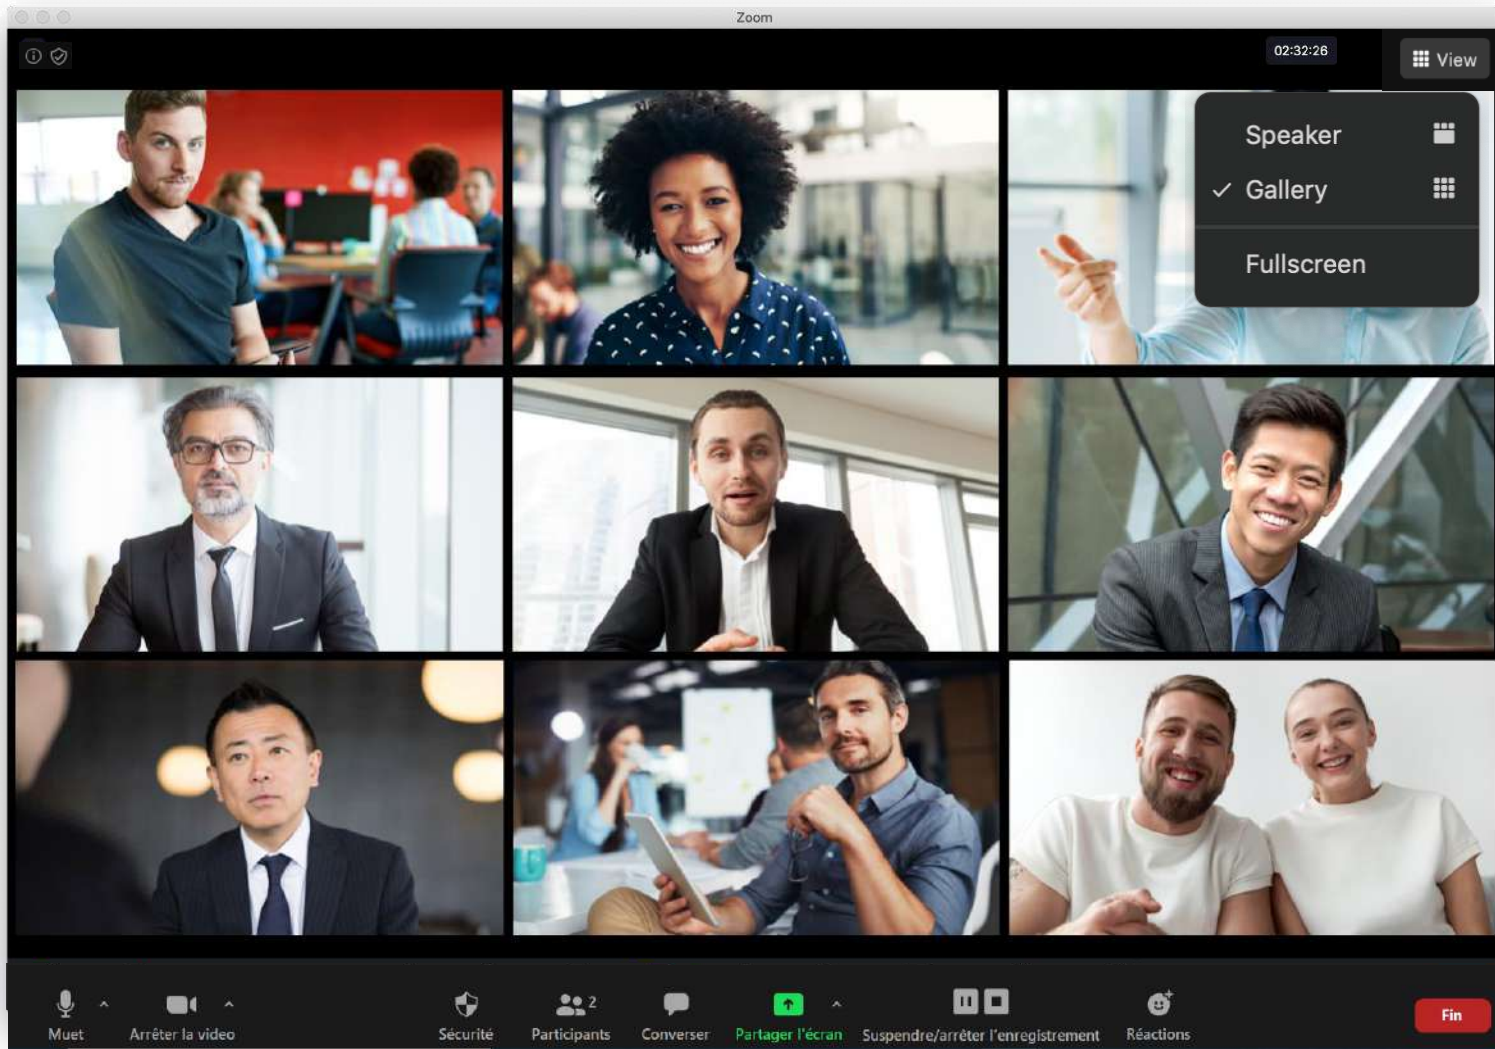 Zoom
02:32:26
View
Speaker
Gallery
Fullscreen
2
Muet
Arrêter la video
Sécurité
Participants
Converser
Partager l'écran
Suspendre/arrêter l'enregistrement
Réactions
Fin